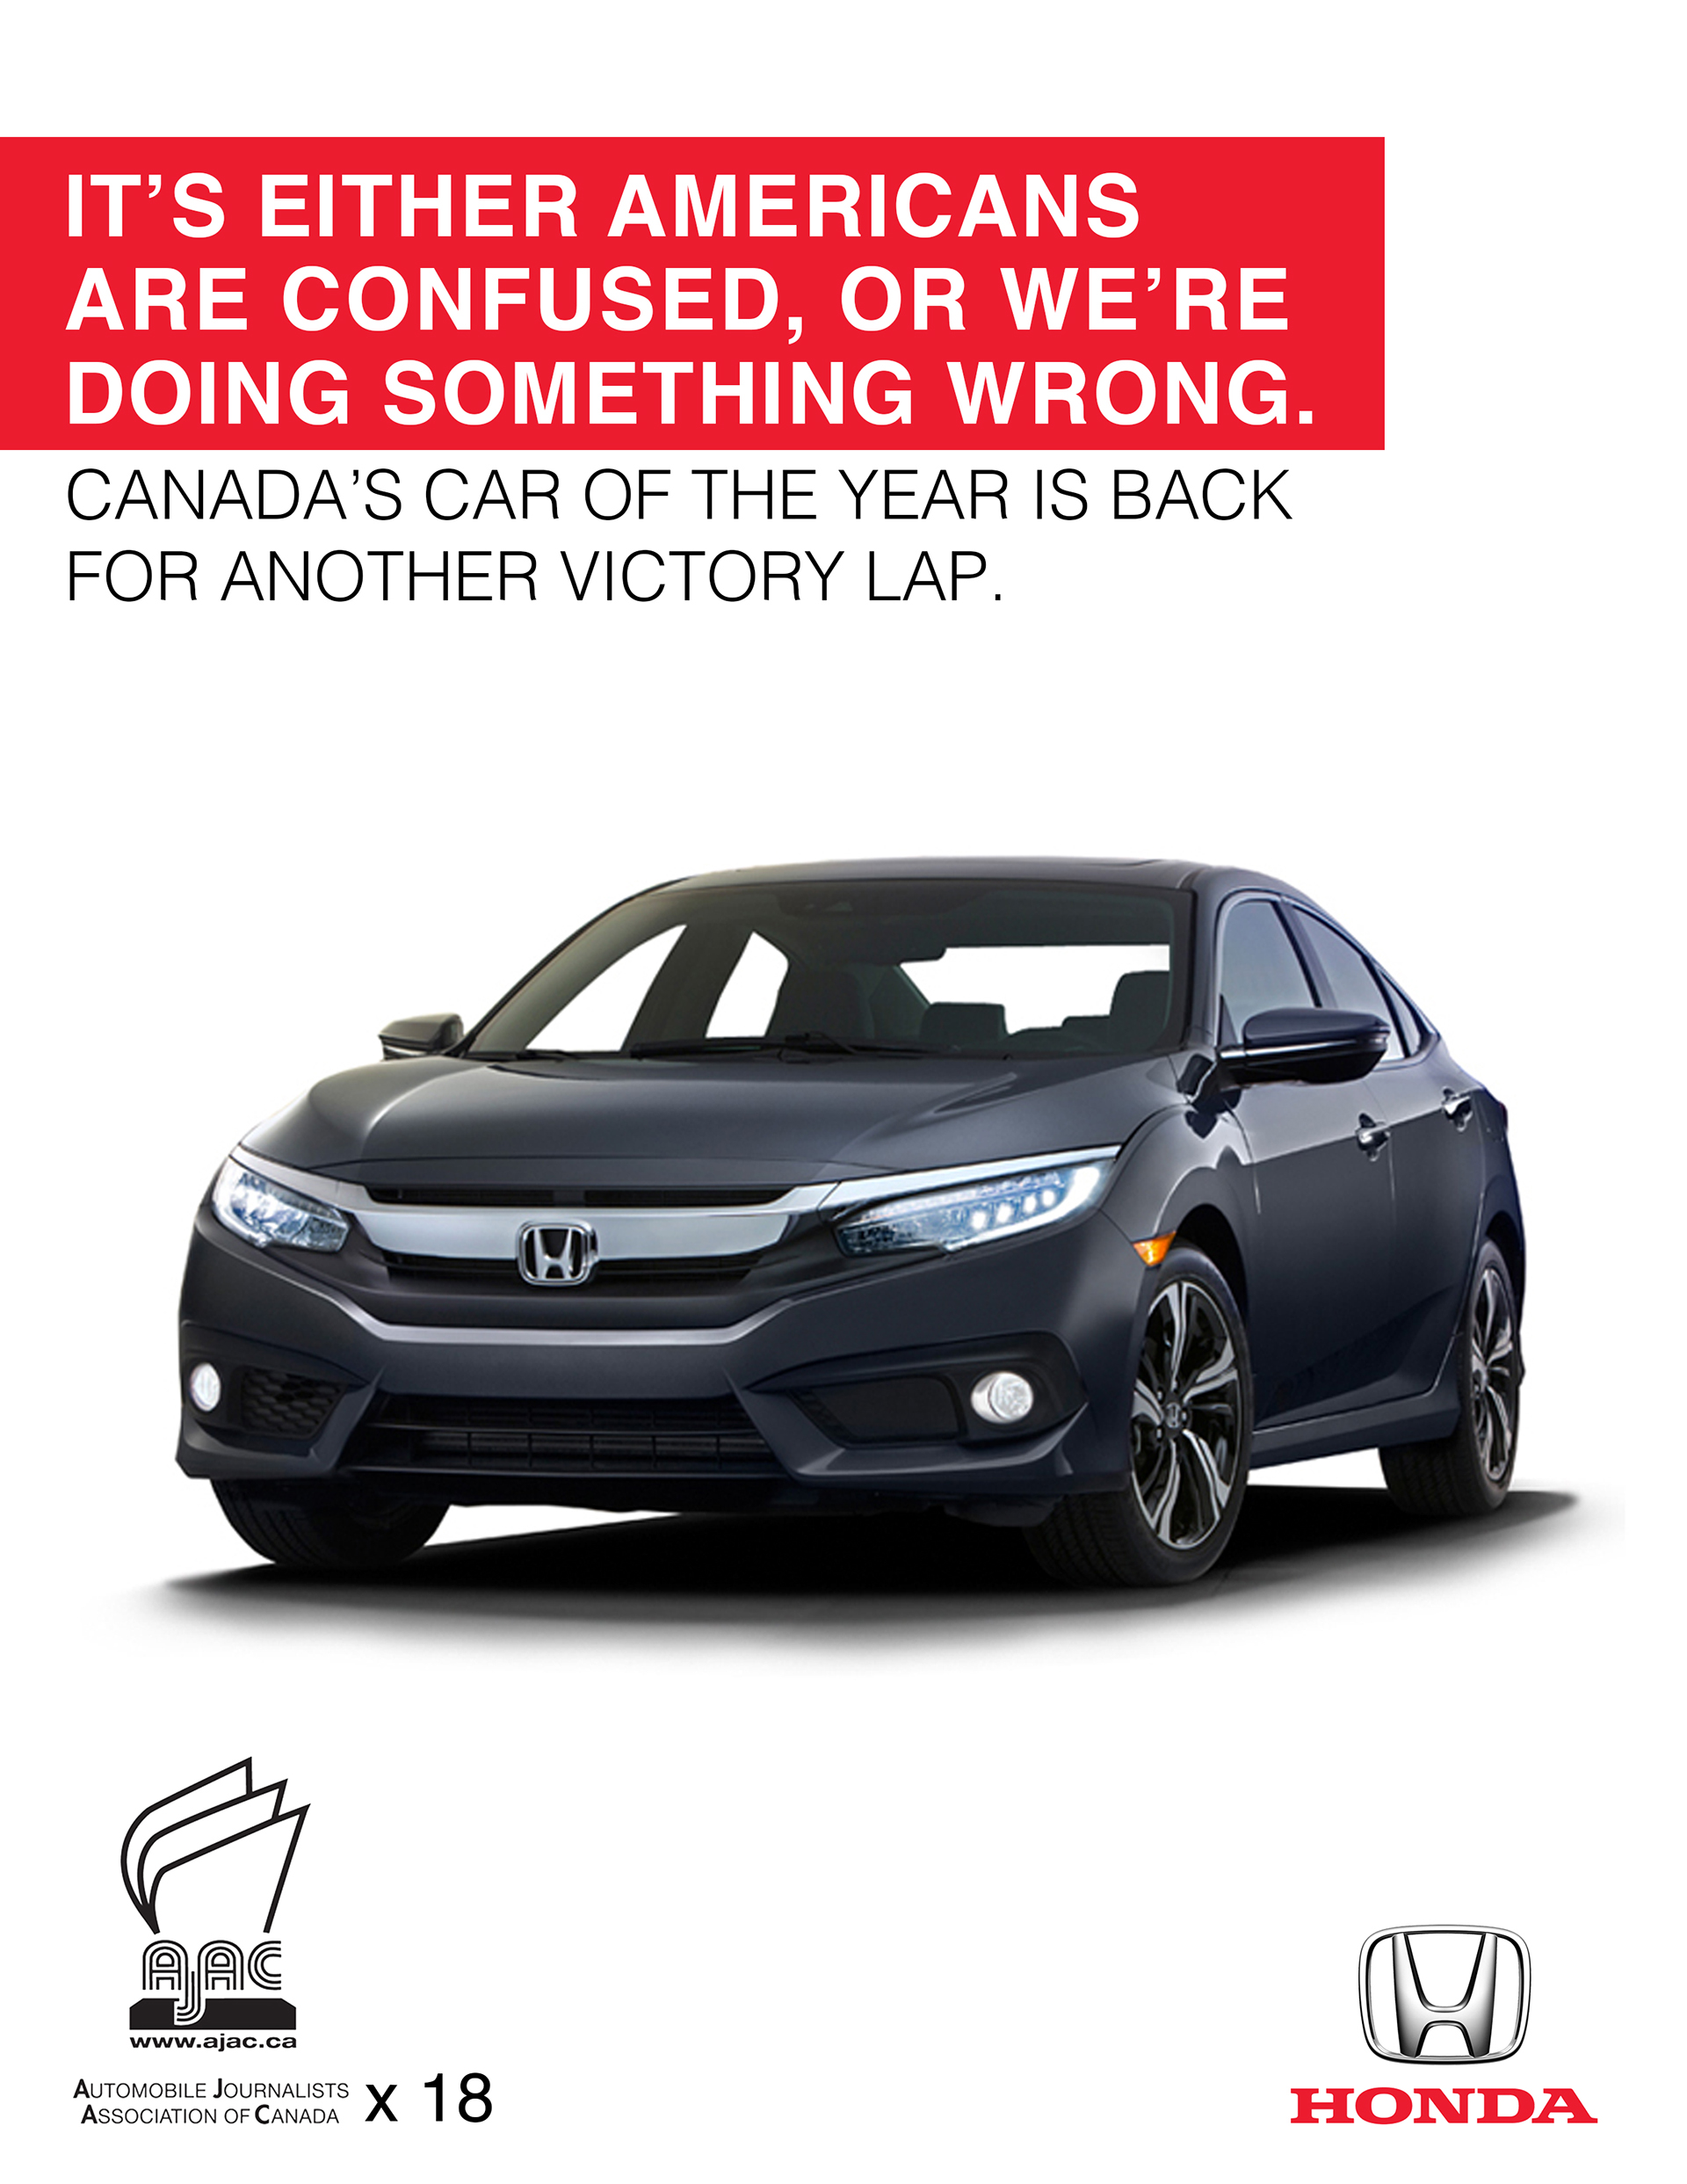 IT’S EITHER AMERICANS
ARE CONFUSED, OR WE’RE
DOING SOMETHING WRONG.
CANADA’S CAR OF THE YEAR IS BACK
FOR ANOTHER VICTORY LAP.
AJAC
www.ajac.ca
AUTOMOBILE JOURNALISTS
ASSOCIATION OF CANADA
x 18
HONDA